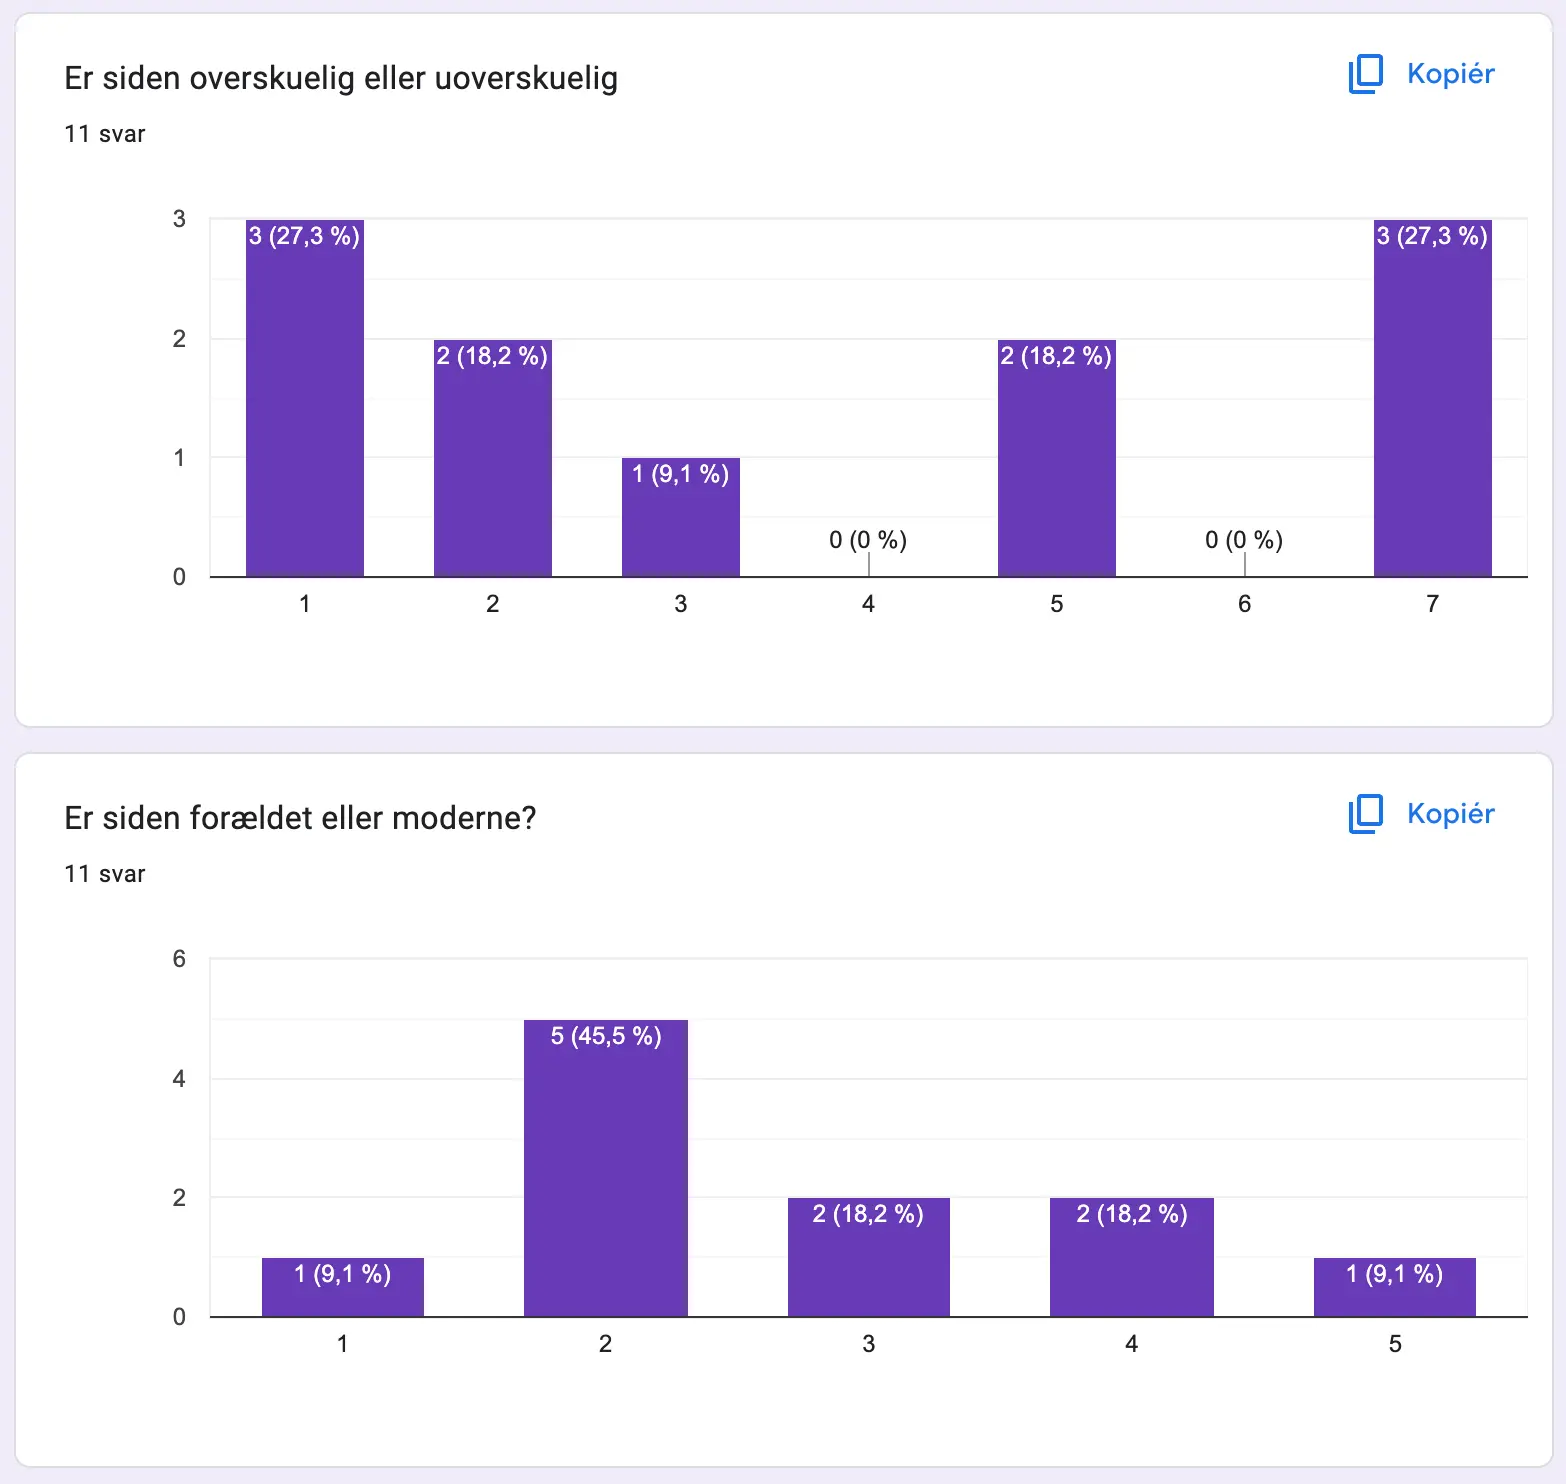 Er siden overskuelig eller uoverskuelig
Kopiér
11 svar
3
3 (27,3 %)
3 (27,3 %)
2
2 (18,2 %)
2 (18,2 %)
1
1 (9,1 %)
0 (0 %)
0 (0 %)
0
1 2 3 4 5 6 7
Er siden forældet eller moderne?
Kopiér
11 svar
6
5 (45,5 %)
4
2
2 (18,2 %)
2 (18,2 %)
1 (9,1 %)
1 (9,1 %)
0
1 2 3 4 5